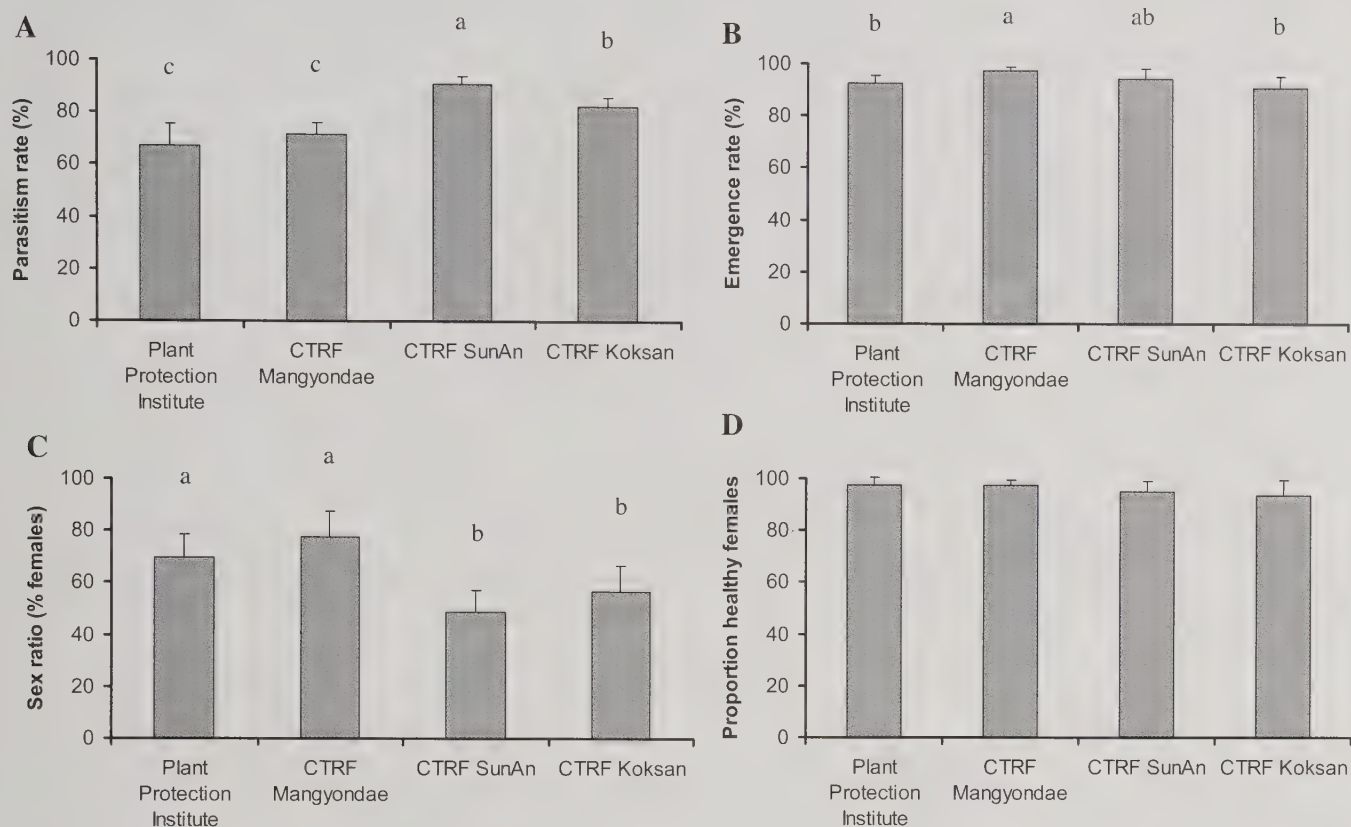 A
c
c
a
b
Parasitism rate (%)
100
80
60
40
20
0
Plant
Protection
Institute
CTRF
Mangyondae
CTRF SunAn
CTRF Koksan
B
b
a
ab
b
Emergence rate (%)
100
80
60
40
20
0
Plant
Protection
Institute
CTRF
Mangyondae
CTRF SunAn
CTRF Koksan
C
a
a
b
b
Sex ratio (% females)
100
80
60
40
20
0
Plant
Protection
Institute
CTRF
Mangyondae
CTRF SunAn
CTRF Koksan
D
Proportion healthy females
100
80
60
40
20
0
Plant
Protection
Institute
CTRF
Mangyondae
CTRF SunAn
CTRF Koksan